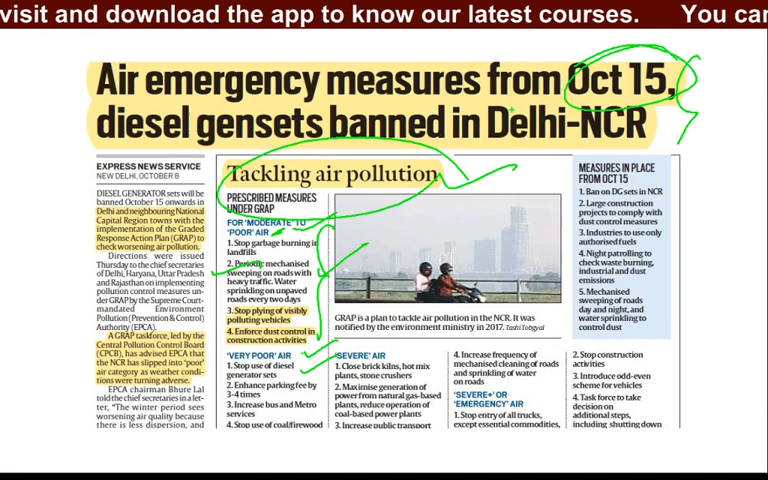 visit and download the app to know our latest courses. You can
Air emergency measures from Oct 15,
diesel gensets banned in Delhi-NCR
EXPRESS NEWS SERVICE
NEW DELHI, OCTOBER 8
DIESEL GENERATOR sets will be
banned October 15 onwards in
Delhi and neighbouring National
Capital Region towns with the
implementation of the Graded
Response Action Plan (GRAP) to
check worsening air pollution.
Directions were issued
Thursday to the chief secretaries
of Delhi, Haryana, Uttar Pradesh
and Rajasthan on implementing
pollution control measures un-
der GRAP by the Supreme Court-
mandated Environment
Pollution (Prevention & Control)
Authority (EPCA).
A GRAP taskforce, led by the
Central Pollution Control Board
(CPCB), has advised EPCA that
the NCR has slipped into 'poor'
air category as weather condi-
tions were turning adverse.
EPCA chairman Bhure Lal
told the chief secretaries in a let-
ter, "The winter period sees
worsening air quality because
there is less dispersion, and
Tackling air pollution
PRESCRIBED MEASURES
UNDER GRAP
FOR 'MODERATE' TO
'POOR' AIR
1. Stop garbage burning in
landfills
2. Periodic mechanised
sweeping on roads with
heavy traffic. Water
sprinkling on unpaved
roads every two days
3. Stop plying of visibly
polluting vehicles
4. Enforce dust control in
construction activities
'VERY POOR' AIR
1. Stop use of diesel
generator sets
2. Enhance parking fee by
3-4 times
3. Increase bus and Metro
services
4. Stop use of coal/firewood
GRAP is a plan to tackle air pollution in the NCR. It was
notified by the environment ministry in 2017. Tashi Tobgyal
'SEVERE' AIR
1. Close brick kilns, hot mix
plants, stone crushers
2. Maximise generation of
power from natural gas-based
plants, reduce operation of
coal-based power plants
3. Increase public transport
4. Increase frequency of
mechanised cleaning of roads
and sprinkling of water
on roads
'SEVERE+' OR
'EMERGENCY' AIR
1. Stop entry of all trucks,
except essential commodities,
2. Stop construction
activities
3. Introduce odd-even
scheme for vehicles
4. Task force to take
decision on
additional steps,
including shutting down
MEASURES IN PLACE
FROM OCT 15
1. Ban on DG sets in NCR
2. Large construction
projects to comply with
dust control measures
3. Industries to use only
authorised fuels
4. Night patrolling to
check waste burning,
industrial and dust
emissions
5. Mechanised
sweeping of roads
day and night, and
water sprinkling to
control dust